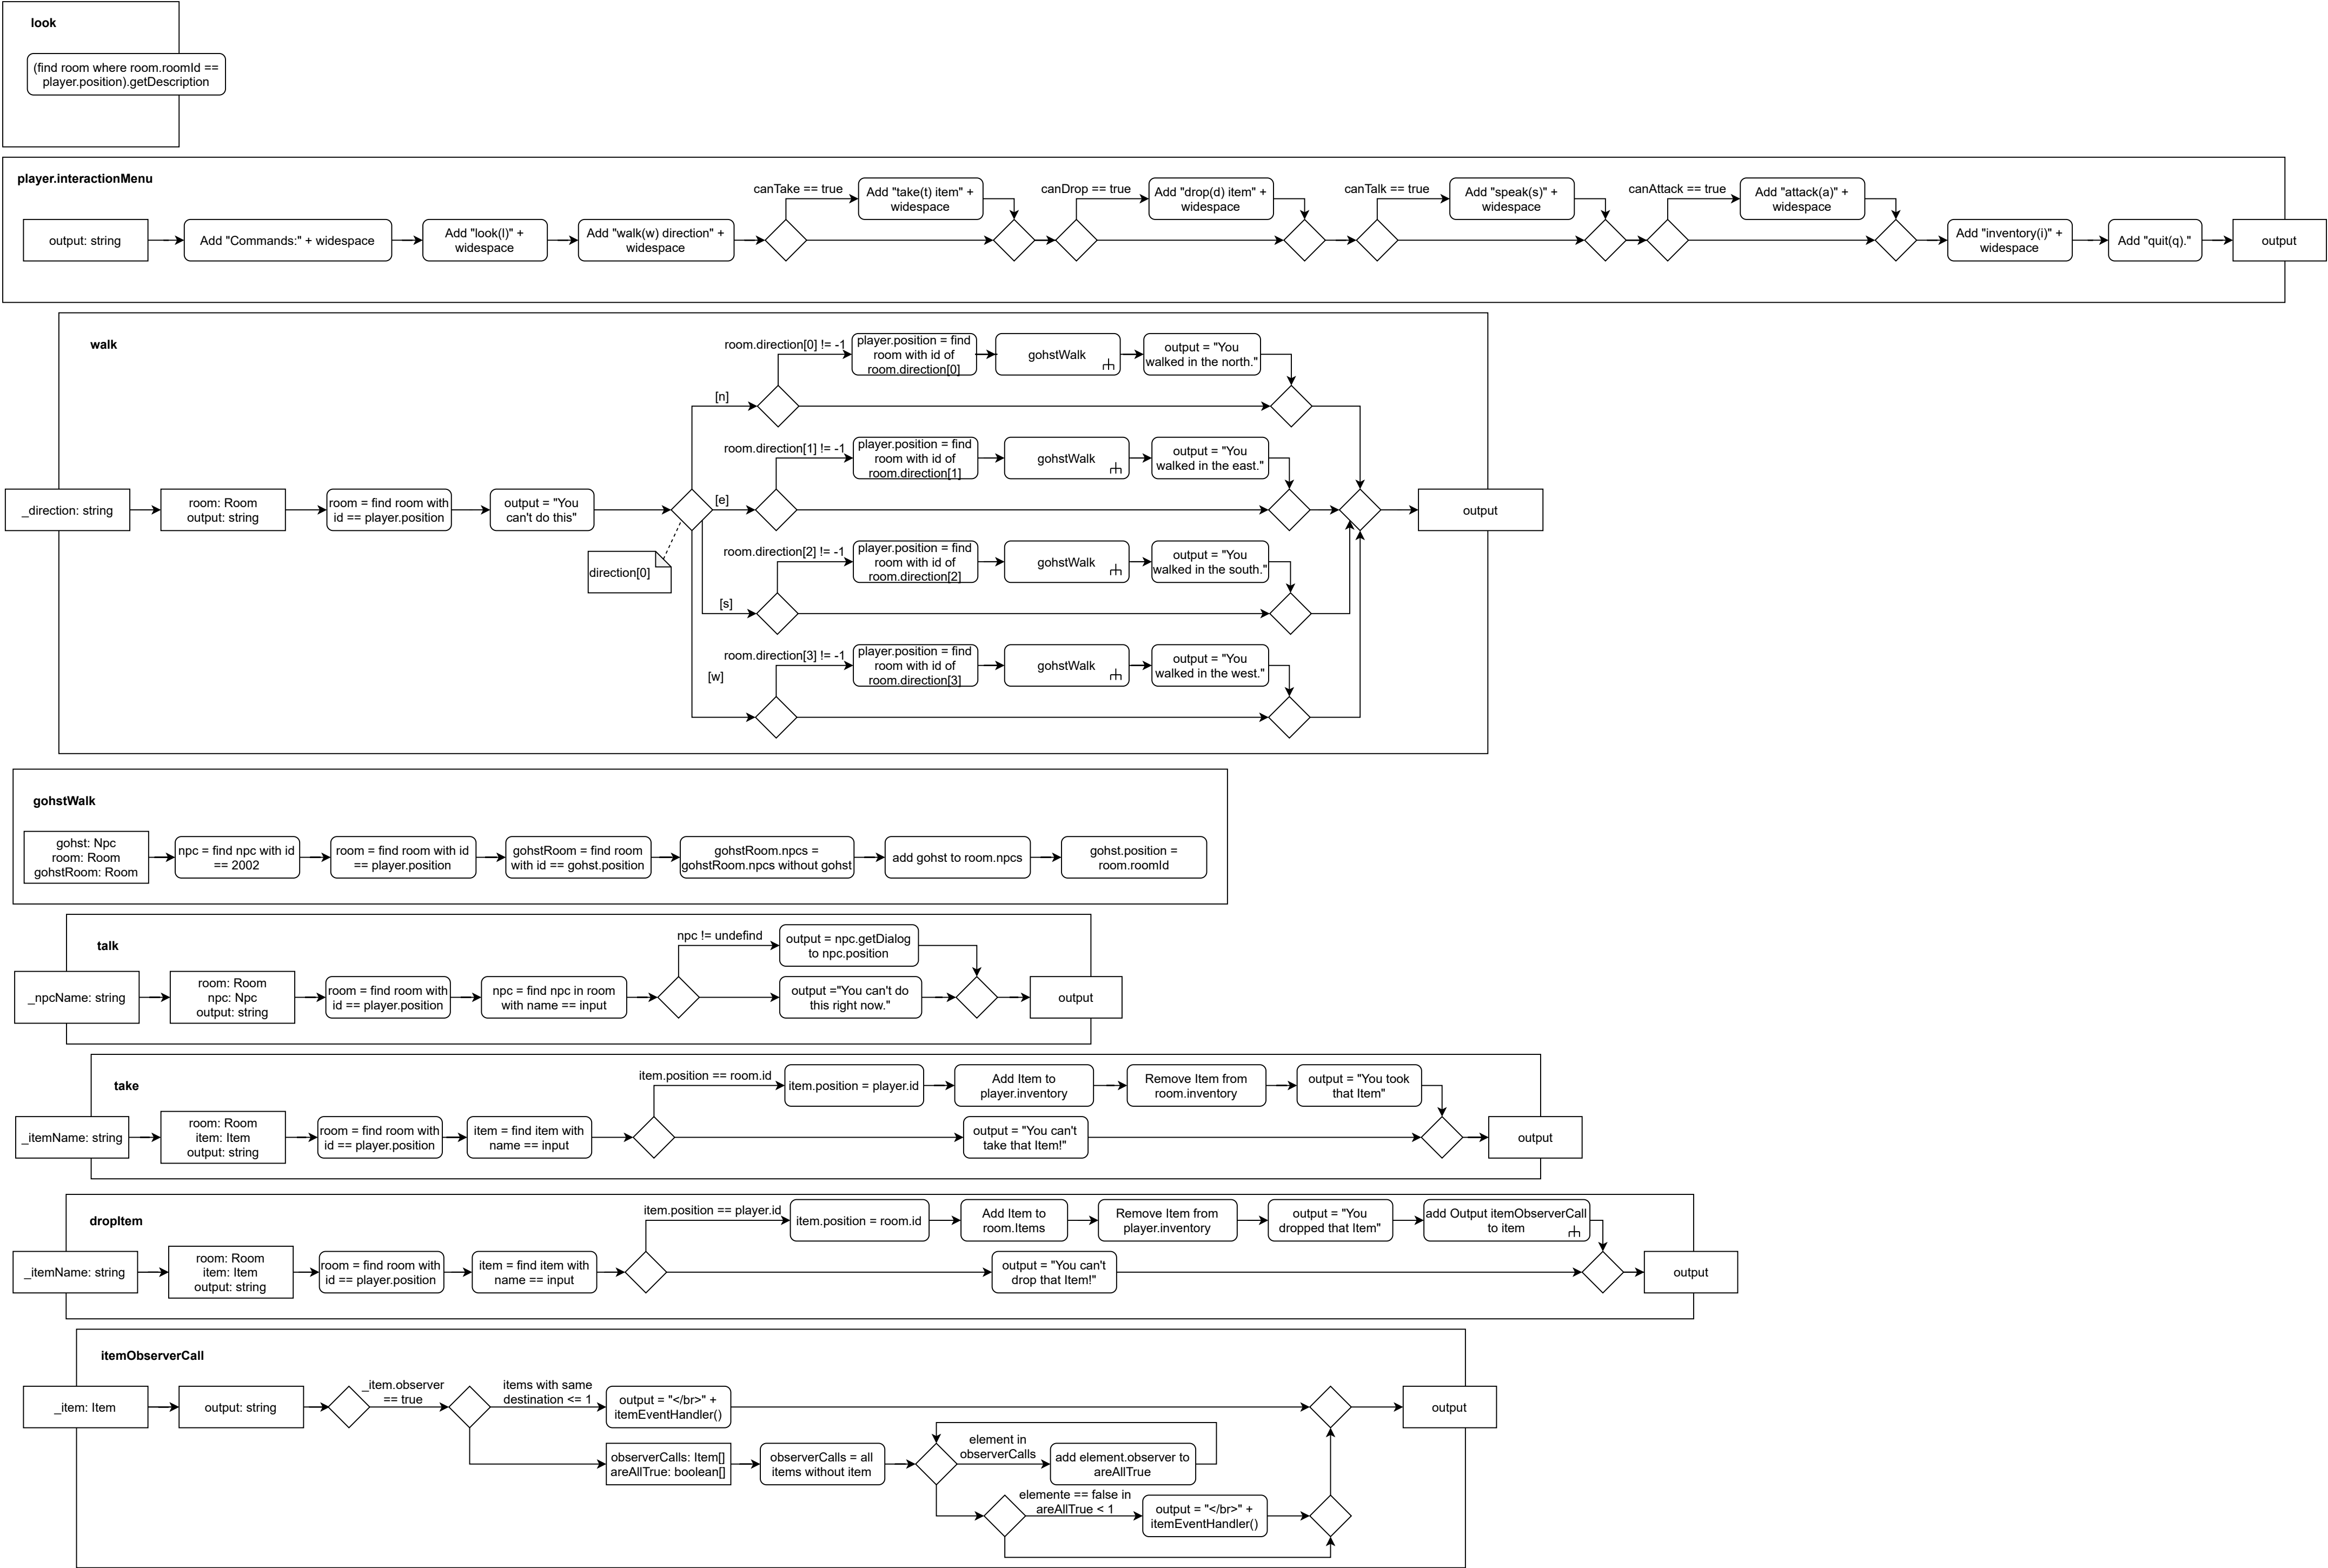 look
(find room where room.roomId ==
player.position).getDescription
player.interactionMenu
output: string
Add "Commands:" + widespace
Add "look(l)" +
widespace
Add "walk(w) direction" +
widespace
canTake == true
Add "take(t) item" +
widespace
canDrop == true
Add "drop(d) item" +
widespace
canTalk == true
Add "speak(s)" +
widespace
canAttack == true
Add "attack(a)" +
widespace
Add "inventory(i)" +
widespace
Add "quit(q)."
output
walk
_direction: string
room: Room
output: string
room = find room with
id == player.position
output = "You
can't do this"
direction[0]
[n]
room.direction[0] != -1
player.position = find
room with id of
room.direction[0]
gohstWalk
output = "You
walked in the north."
[e]
room.direction[1] != -1
player.position = find
room with id of
room.direction[1]
gohstWalk
output = "You
walked in the east."
[s]
room.direction[2] != -1
player.position = find
room with id of
room.direction[2]
gohstWalk
output = "You
walked in the south."
[w]
room.direction[3] != -1
player.position = find
room with id of
room.direction[3]
gohstWalk
output = "You
walked in the west."
output
gohstWalk
gohst: Npc
room: Room
gohstRoom: Room
npc = find npc with id
== 2002
room = find room with id
== player.position
gohstRoom = find room
with id == gohst.position
gohstRoom.npcs =
gohstRoom.npcs without gohst
add gohst to room.npcs
gohst.position =
room.roomId
talk
_npcName: string
room: Room
npc: Npc
output: string
room = find room with
id == player.position
npc = find npc in room
with name == input
npc != undefind
output = npc.getDialog
to npc.position
output ="You can't do
this right now."
output
take
_itemName: string
room: Room
item: Item
output: string
room = find room with
id == player.position
item = find item with
name == input
item.position == room.id
item.position = player.id
Add Item to
player.inventory
Remove Item from
room.inventory
output = "You took
that Item"
output = "You can't
take that Item!"
output
dropItem
_itemName: string
room: Room
item: Item
output: string
room = find room with
id == player.position
item = find item with
name == input
item.position == player.id
item.position = room.id
Add Item to
room.Items
Remove Item from
player.inventory
output = "You
dropped that Item"
add Output itemObserverCall
to item
output = "You can't
drop that Item!"
output
itemObserverCall
_item: Item
output: string
_item.observer
== true
items with same
destination <= 1
output = "</br>" +
itemEventHandler()
observerCalls: Item[]
areAllTrue: boolean[]
observerCalls = all
items without item
element in
observerCalls
add element.observer to
areAllTrue
elemente == false in
areAllTrue < 1
output = "</br>" +
itemEventHandler()
output